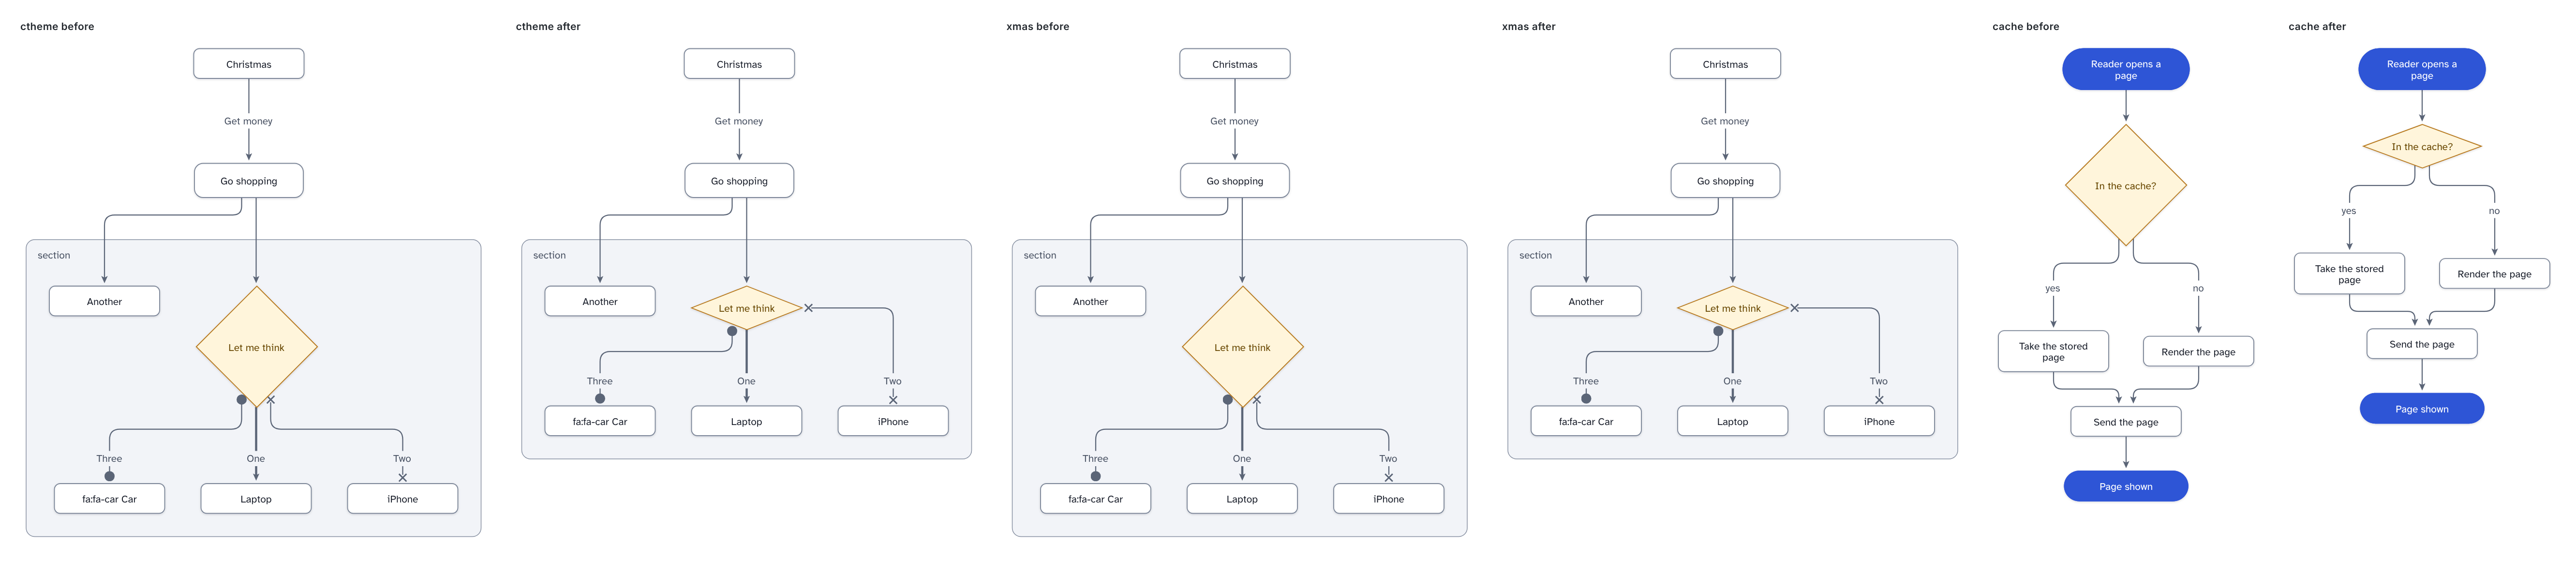 ctheme before
Christmas
Get money
Go shopping
section
Another
Let me think
Three
One
Two
fa:fa-car Car
Laptop
iPhone
ctheme after
Christmas
Get money
Go shopping
section
Another
Let me think
Three
One
Two
fa:fa-car Car
Laptop
iPhone
xmas before
Christmas
Get money
Go shopping
section
Another
Let me think
Three
One
Two
fa:fa-car Car
Laptop
iPhone
xmas after
Christmas
Get money
Go shopping
section
Another
Let me think
Three
One
Two
fa:fa-car Car
Laptop
iPhone
cache before
Reader opens a
page
In the cache?
yes
no
Take the stored
page
Render the page
Send the page
Page shown
cache after
Reader opens a
page
In the cache?
yes
no
Take the stored
page
Render the page
Send the page
Page shown